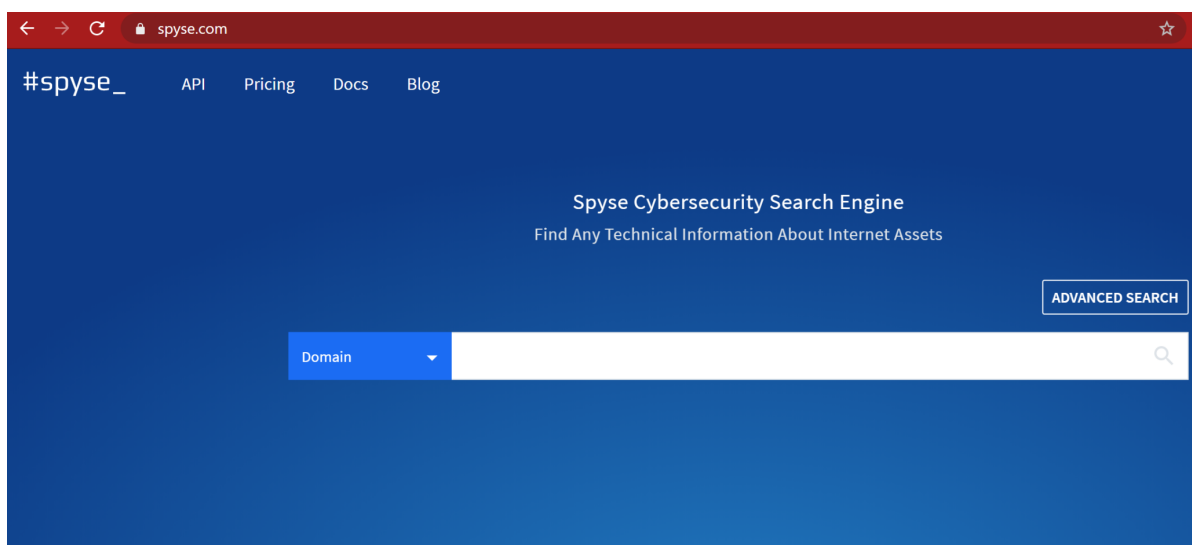 spyse.com
#spyse_ API Pricing Docs Blog
Spyse Cybersecurity Search Engine
Find Any Technical Information About Internet Assets
ADVANCED SEARCH
Domain